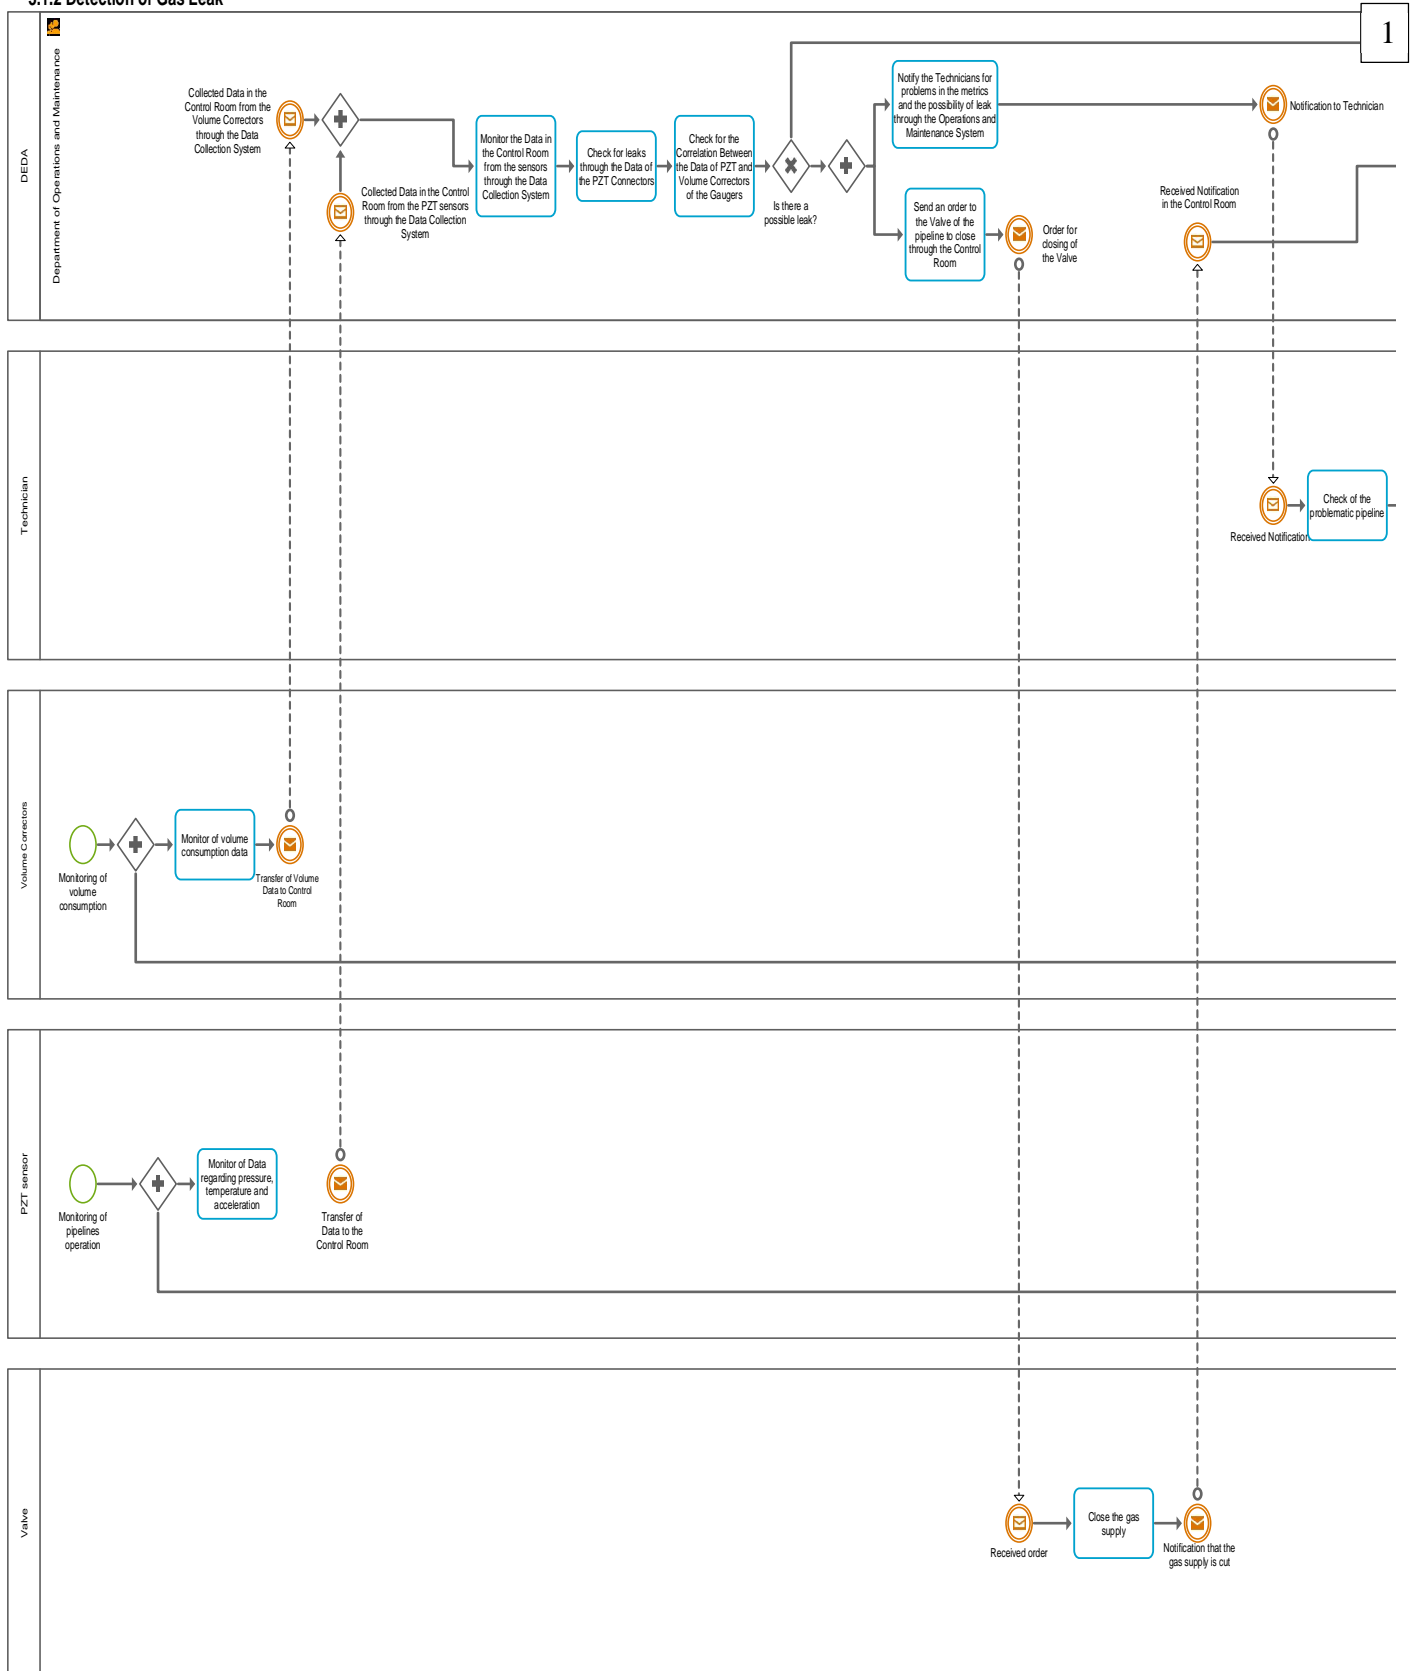 5.1.2 Detection of Gas Leak
1
DEDA
Department of Operations and Maintenance
Collected Data in the
Control Room from the
Volume Correctors
through the Data
Collection System
Collected Data in the Control
Room from the PZT sensors
through the Data Collection
System
Monitor the Data in
the Control Room
from the sensors
through the Data
Collection System
Check for leaks
through the Data of
the PZT Connectors
Check for the
Correlation Between
the Data of PZT and
Volume Correctors
of the Gaugers
Is there a
possible leak?
Notify the Technicians for
problems in the metrics
and the possibility of leak
through the Operations and
Maintenance System
Send an order to
the Valve of the
pipeline to close
through the Control
Room
Order for
closing of
the Valve
Notification to Technician
Received Notification
in the Control Room
Technician
Received Notification
Check of the
problematic pipeline
Volume Correctors
Monitoring of
volume
consumption
Monitor of volume
consumption data
Transfer of Volume
Data to Control
Room
PZT sensor
Monitoring of
pipelines
operation
Monitor of Data
regarding pressure,
temperature and
acceleration
Transfer of
Data to the
Control Room
Valve
Received order
Close the gas
supply
Notification that the
gas supply is cut